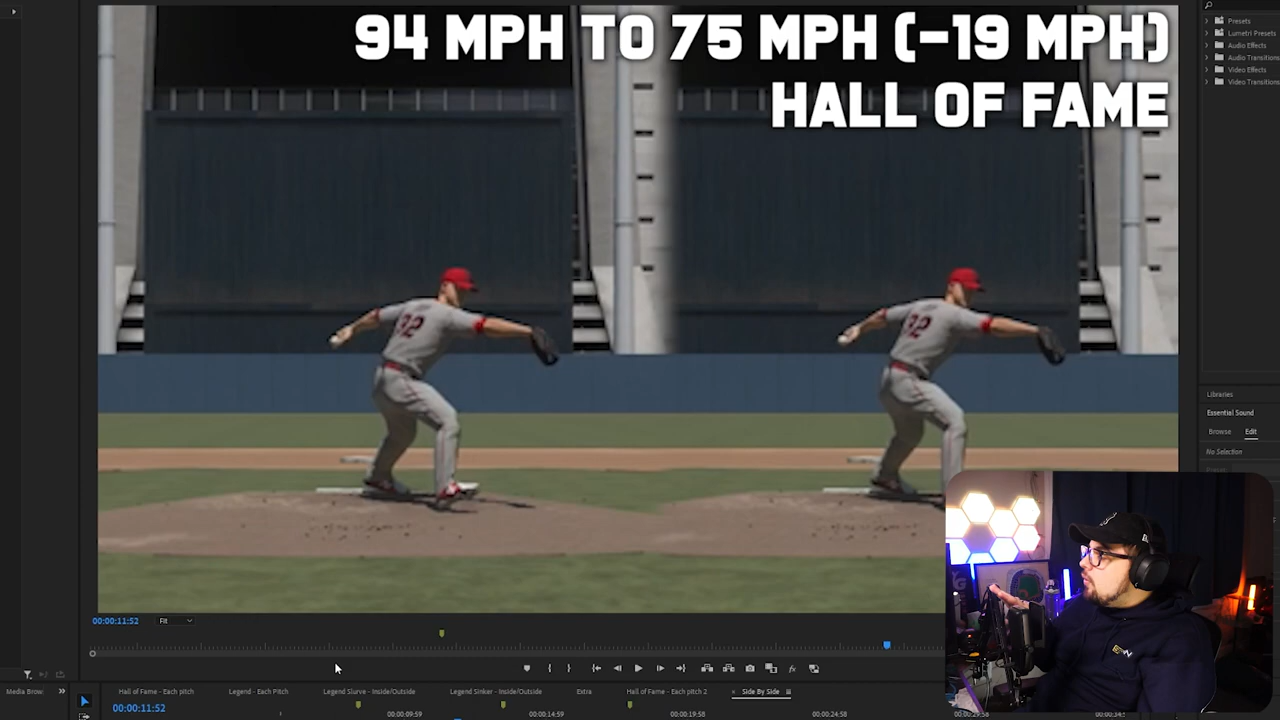 94 MPH TO 75 MPH (-19 MPH)
HALL OF FAME
32
32
Presets
Lumetri Presets
Audio Effects
Audio Transitions
Video Effects
Video Transitions
Libraries
Essential Sound
Browse Edit
No Selection
00:00:11:52 Fit
Media Brow
Hall of Fame - Each pitch Legend - Each Pitch Legend Slurve - Inside/Outside Legend Sinker - Inside/Outside Extra Hall of Fame - Each pitch 2 Side By Side
00:00:11:52 00:00:09:59 00:00:14:59 00:00:19:58 00:00:24:58 00:00:29:58